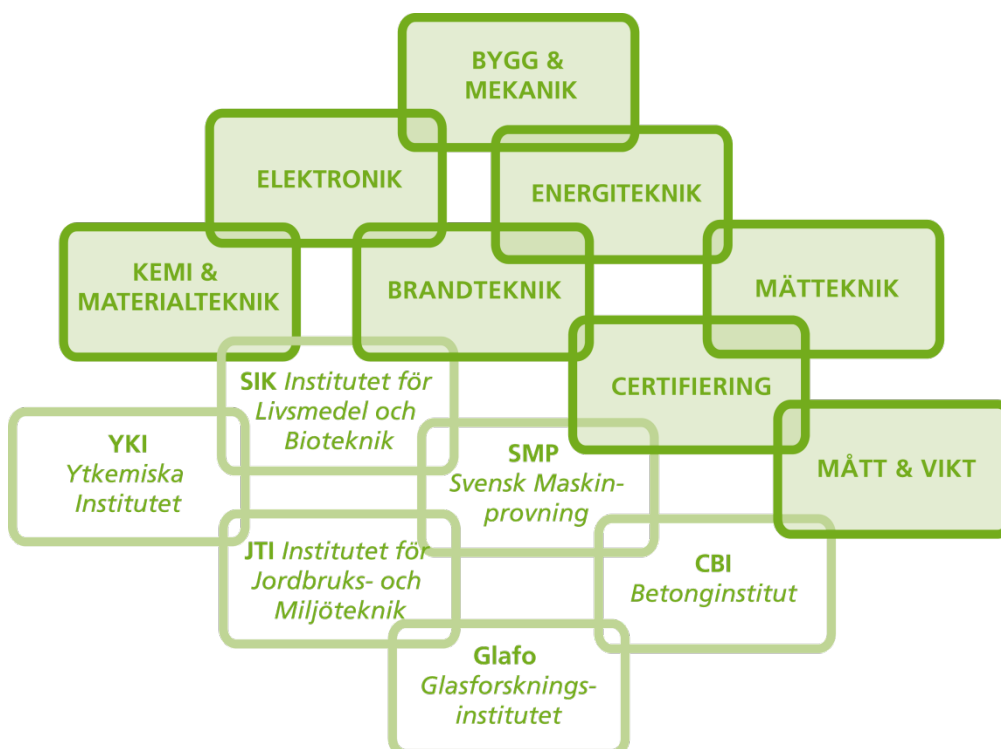 BYGG &
MEKANIK
ELEKTRONIK
ENERGITEKNIK
KEMI &
MATERIALTEKNIK
BRANDTEKNIK
MÄTTEKNIK
SIK Institutet för
Livsmedel och
Bioteknik
CERTIFIERING
YKI
Ytkemiska
Institutet
SMP
Svensk Maskin-
provning
MÅTT & VIKT
JTI Institutet för
Jordbruks- och
Miljöteknik
CBI
Betonginstitut
Glafo
Glasforsknings-
institutet